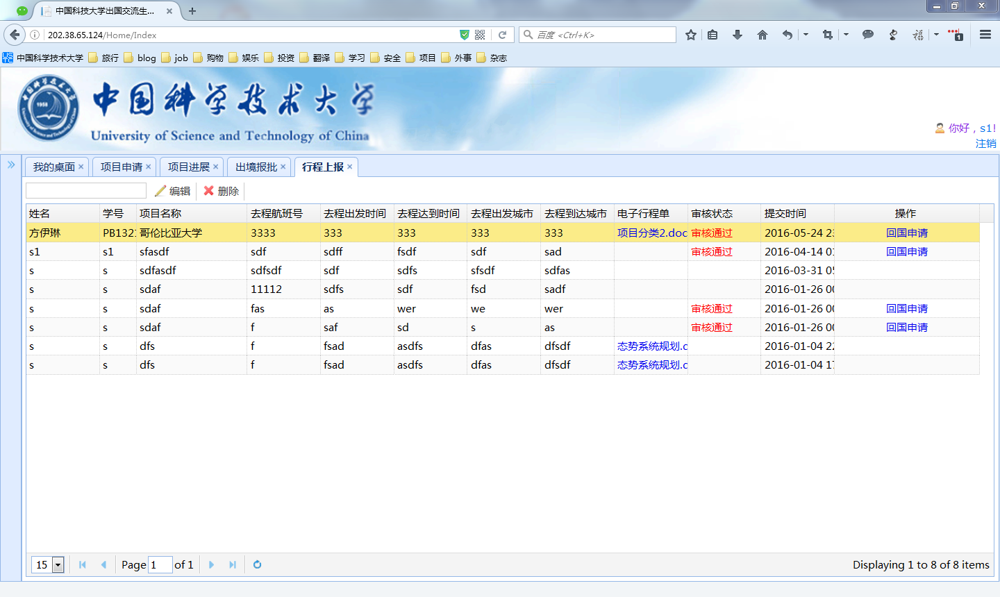 中国科技大学出国交流生...
202.38.65.124/Home/Index
百度 <Ctrl+K>
1
中国科学技术大学 旅行 blog job 购物 娱乐 投资 翻译 学习 安全 项目 外事 杂志
中国科学技术大学
1958
University of Science and Technology of China
你好，s1!
注销
我的桌面 项目申请 项目进展 出境报批 行程上报
编辑 删除
姓名 学号 项目名称 去程航班号 去程出发时间 去程达到时间 去程出发城市 去程到达城市 电子行程单 审核状态 提交时间 操作
方伊琳 PB1321 哥伦比亚大学 3333 333 333 333 333 项目分类2.doc 审核通过 2016-05-24 23 回国申请
s1 s1 sfasdf sdf sdff fsdf sdf sad 审核通过 2016-04-14 01 回国申请
s s sdfasdf sdfsdf sdf sdfs sfsdf sdfas 2016-03-31 05
s s sdaf 11112 sdfs sdf fsd sadf 2016-01-26 00
s s sdaf fas as wer we wer 审核通过 2016-01-26 00 回国申请
s s sdaf f saf sd s as 审核通过 2016-01-26 00 回国申请
s s dfs f fsad asdfs dfas dfsdf 态势系统规划.c 2016-01-04 22
s s dfs f fsad asdfs dfas dfsdf 态势系统规划.c 2016-01-04 17
15 Page 1 of 1 Displaying 1 to 8 of 8 items